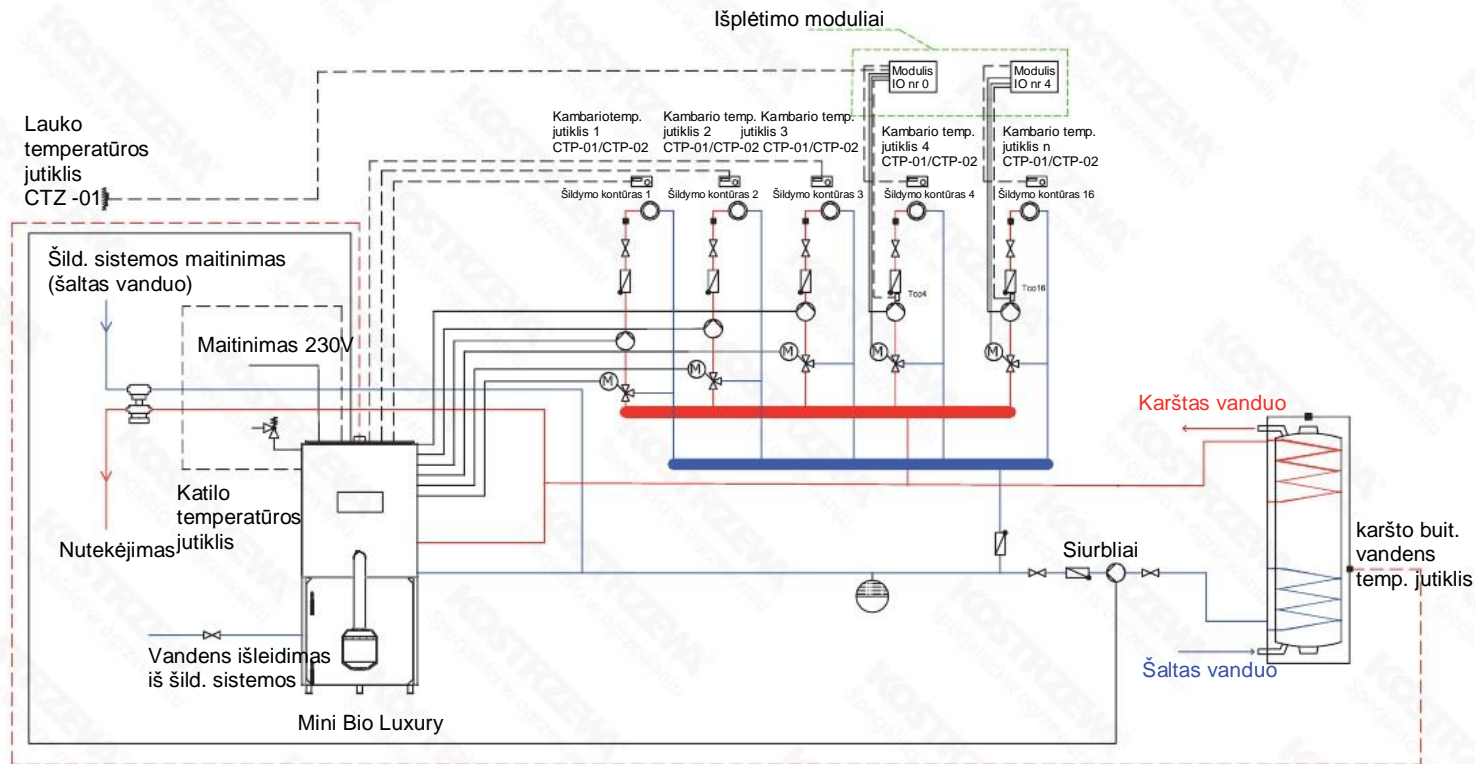 Išplėtimo moduliai
Modulis
IO nr 0
Modulis
IO nr 4
Lauko
temperatūros
jutiklis
CTZ -01
Kambariotemp.
jutiklis 1
CTP-01/CTP-02
Kambario temp.
jutiklis 2
CTP-01/CTP-02
Kambario temp.
jutiklis 3
CTP-01/CTP-02
Kambario temp.
jutiklis 4
CTP-01/CTP-02
Kambario temp.
jutiklis n
CTP-01/CTP-02
Šildymo kontūras 1
Šildymo kontūras 2
Šildymo kontūras 3
Šildymo kontūras 4
Šildymo kontūras 16
Šild. sistemos maitinimas
(šaltas vanduo)
Tco4
Tco16
Maitinimas 230V
M
M
M
M
M
Karštas vanduo
Katilo
temperatūros
jutiklis
Nutekėjimas
Siurbliai
karšto buit.
vandens
temp. jutiklis
Vandens išleidimas
iš šild. sistemos
Šaltas vanduo
Mini Bio Luxury
KOSTRZEWA
Specjaliści w ogrzewaniu